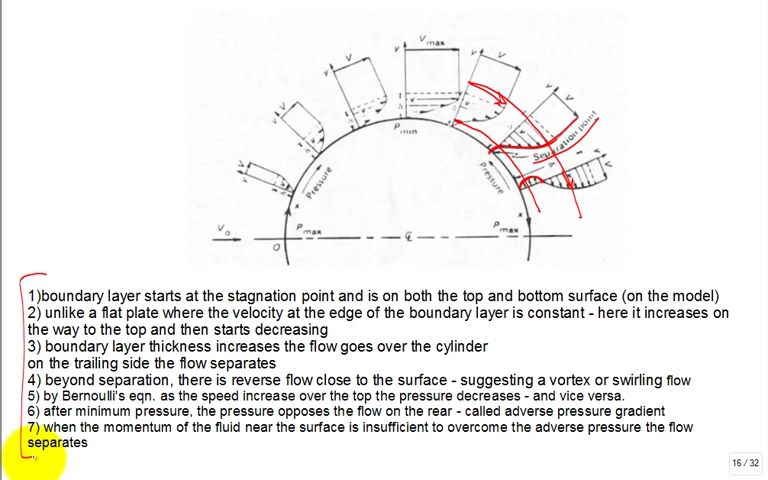 V max
V
V
V
V
V
V
P min
Separation point
Pressure
Pressure
V o
P max
℄
P max
O
x
x
1)boundary layer starts at the stagnation point and is on both the top and bottom surface (on the model)
2) unlike a flat plate where the velocity at the edge of the boundary layer is constant - here it increases on
the way to the top and then starts decreasing
3) boundary layer thickness increases the flow goes over the cylinder
on the trailing side the flow separates
4) beyond separation, there is reverse flow close to the surface - suggesting a vortex or swirling flow
5) by Bernoulli's eqn. as the speed increase over the top the pressure decreases - and vice versa.
6) after minimum pressure, the pressure opposes the flow on the rear - called adverse pressure gradient
7) when the momentum of the fluid near the surface is insufficient to overcome the adverse pressure the flow
separates
16 / 32